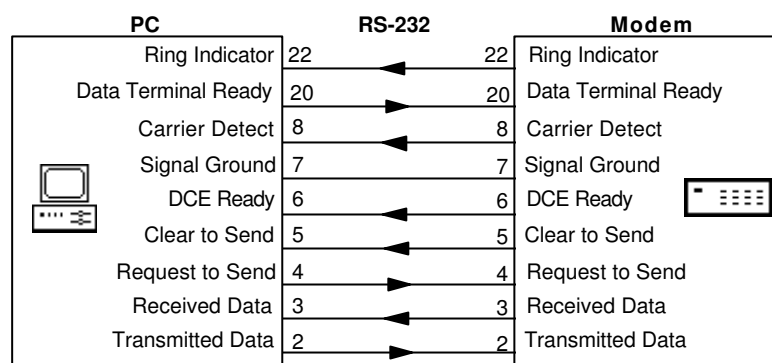 PC RS-232 Modem
Ring Indicator 22 22 Ring Indicator
Data Terminal Ready 20 20 Data Terminal Ready
Carrier Detect 8 8 Carrier Detect
Signal Ground 7 7 Signal Ground
DCE Ready 6 6 DCE Ready
Clear to Send 5 5 Clear to Send
Request to Send 4 4 Request to Send
Received Data 3 3 Received Data
Transmitted Data 2 2 Transmitted Data